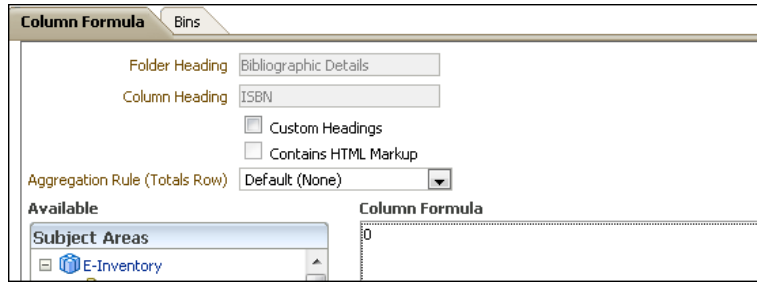 Column Formula Bins
Folder Heading Bibliographic Details
Column Heading ISBN
Custom Headings
Contains HTML Markup
Aggregation Rule (Totals Row) Default (None)
Available Column Formula
Subject Areas 0
E-Inventory